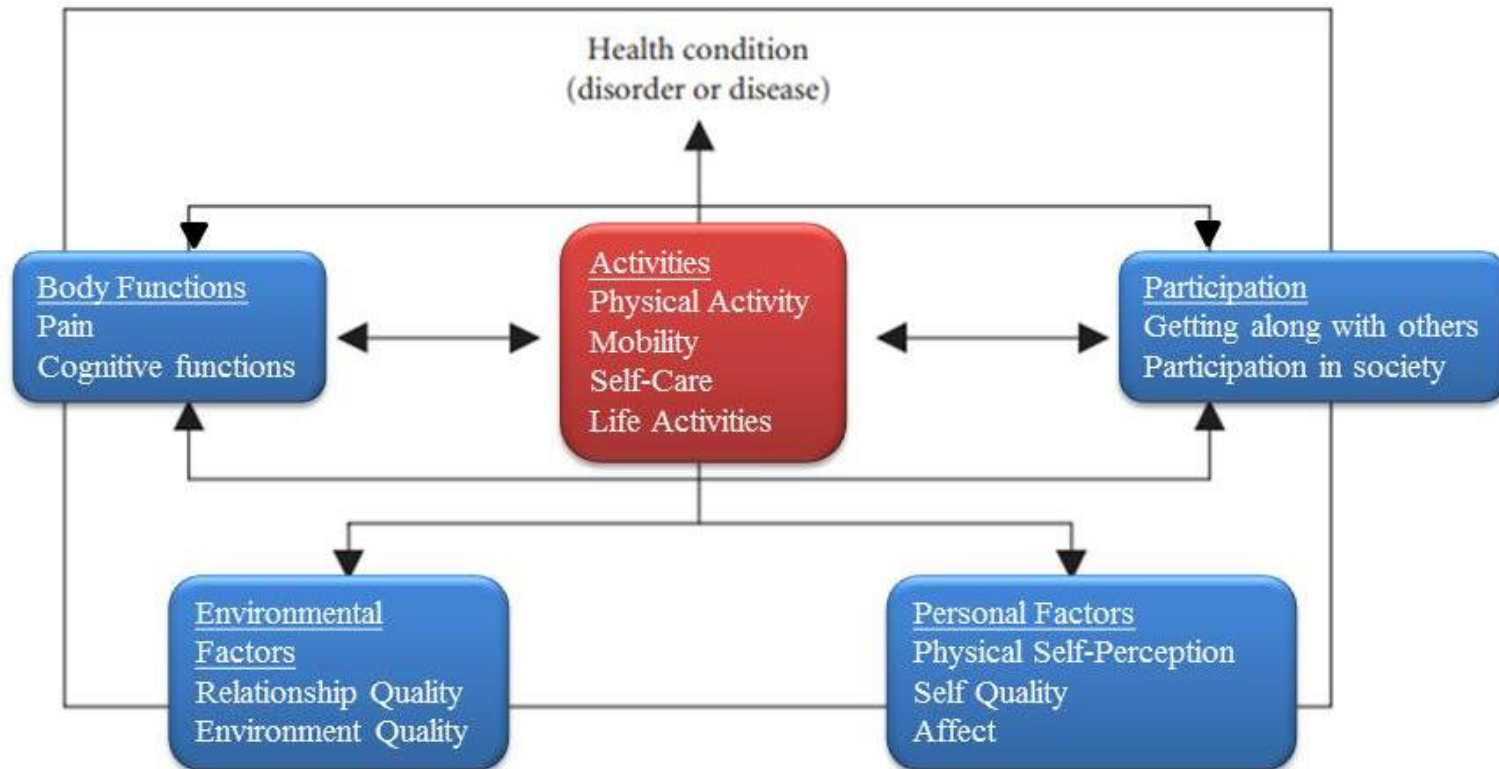 Health condition
(disorder or disease)
Body Functions
Pain
Cognitive functions
Activities
Physical Activity
Mobility
Self-Care
Life Activities
Participation
Getting along with others
Participation in society
Environmental
Factors
Relationship Quality
Environment Quality
Personal Factors
Physical Self-Perception
Self Quality
Affect